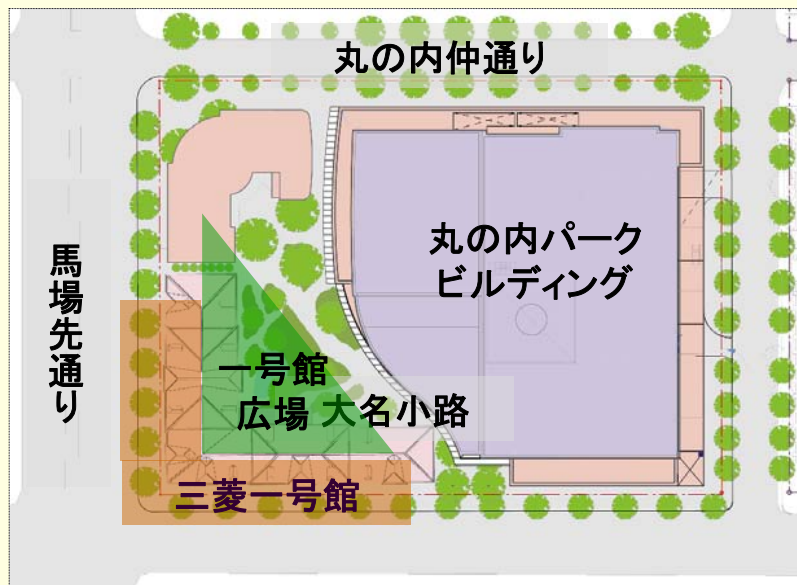 丸の内仲通り
丸の内パーク
ビルディング
馬場先通り
一号館
広場
大名小路
三菱一号館